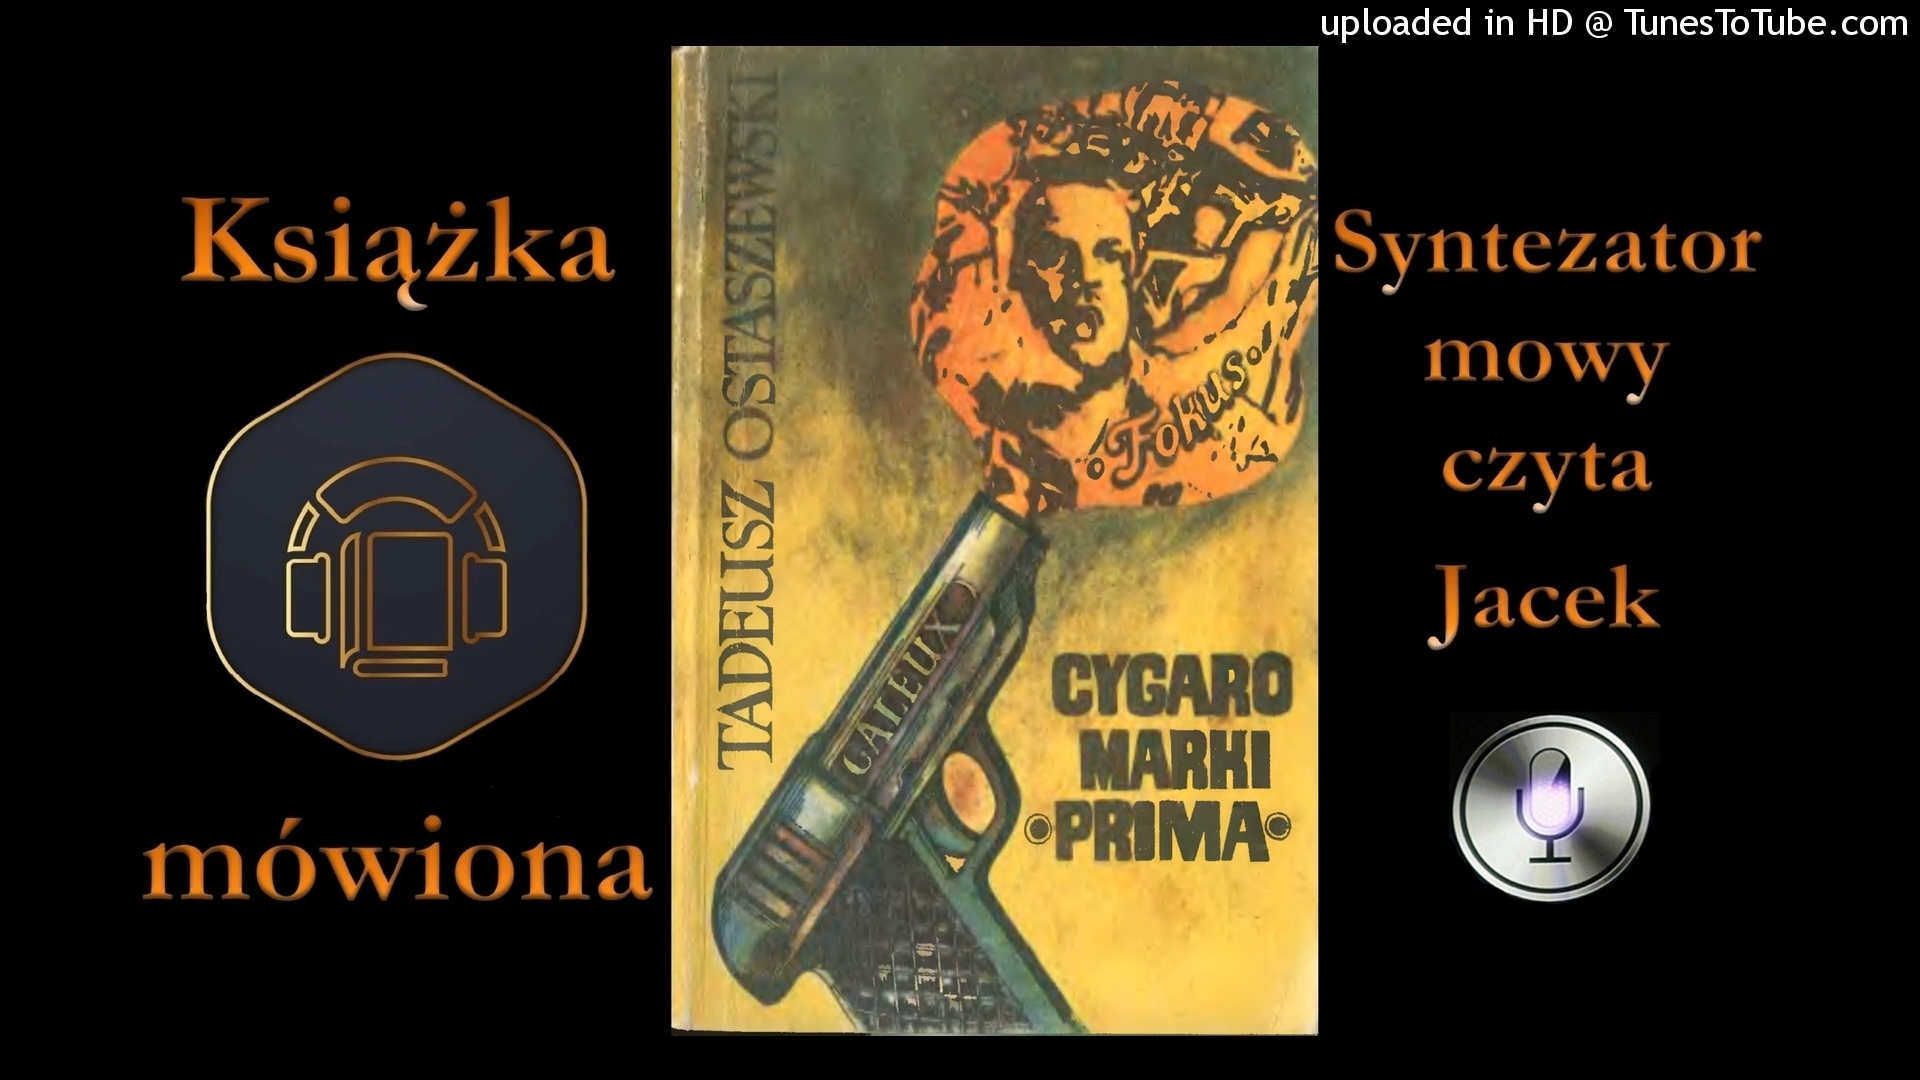 uploaded in HD @ TunesToTube.com
Książka
mówiona
TADEUSZ OSTASZEWSKI
Fokus
CALEUX
CYGARO
MARKI
PRIMA
Syntezator
mowy
czyta
Jacek